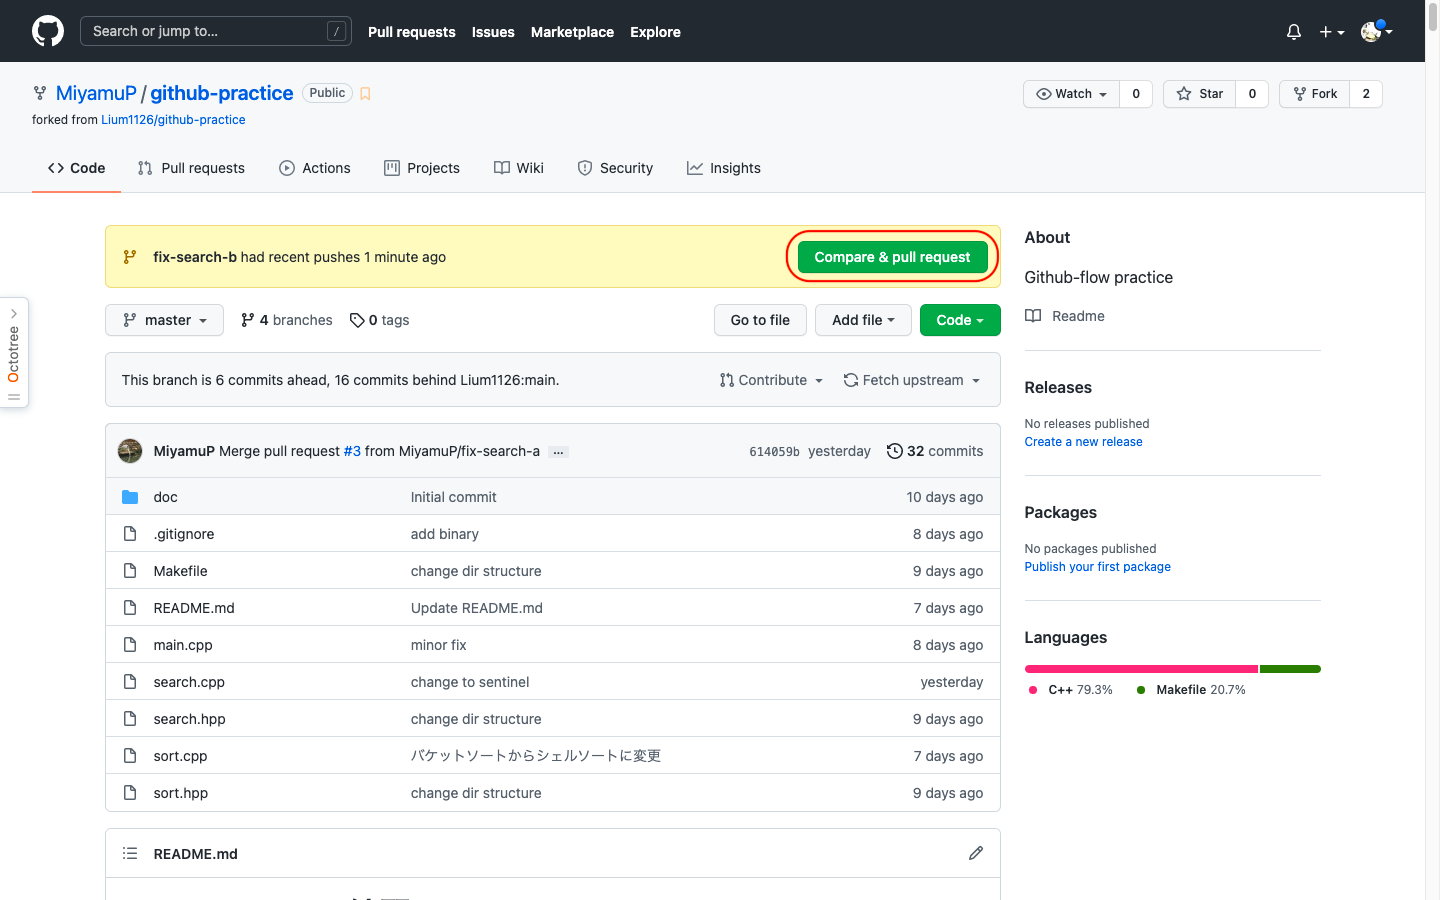 Search or jump to... /
Pull requests Issues Marketplace Explore
MiyamuP / github-practice Public
Watch 0 Star 0 Fork 2
forked from Lium1126/github-practice
Code Pull requests Actions Projects Wiki Security Insights
fix-search-b had recent pushes 1 minute ago
Compare & pull request
master 4 branches 0 tags
Go to file Add file Code
This branch is 6 commits ahead, 16 commits behind Lium1126:main.
Contribute Fetch upstream
MiyamuP Merge pull request #3 from MiyamuP/fix-search-a ...
614059b yesterday 32 commits
doc Initial commit 10 days ago
.gitignore add binary 8 days ago
Makefile change dir structure 9 days ago
README.md Update README.md 7 days ago
main.cpp minor fix 8 days ago
search.cpp change to sentinel yesterday
search.hpp change dir structure 9 days ago
sort.cpp バケットソートからシェルソートに変更 7 days ago
sort.hpp change dir structure 9 days ago
README.md
About
Github-flow practice
Readme
Releases
No releases published
Create a new release
Packages
No packages published
Publish your first package
Languages
C++ 79.3% Makefile 20.7%
Octotree